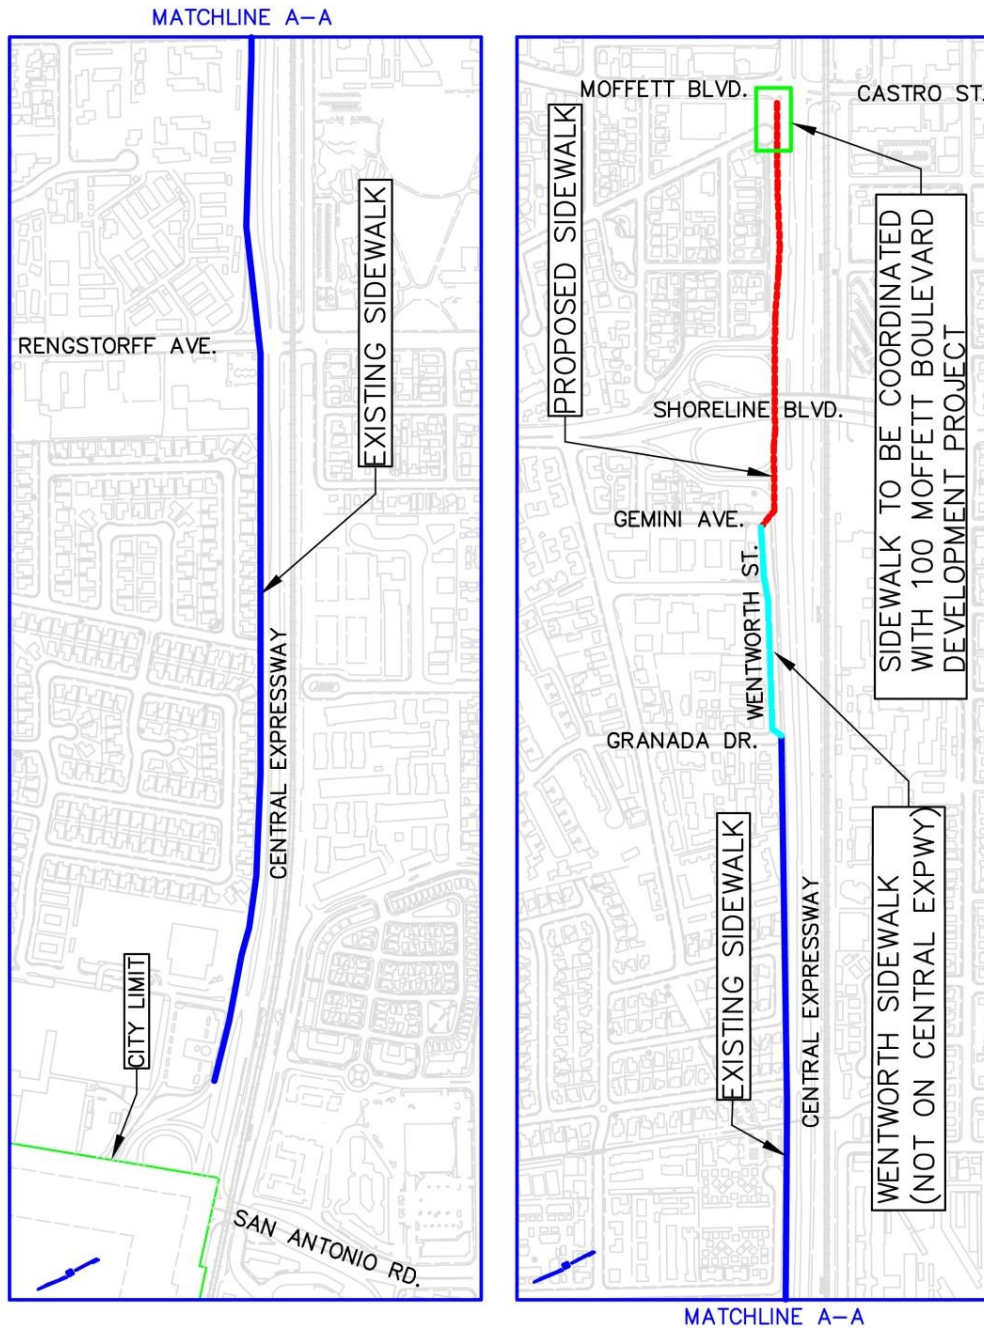 MATCHLINE A-A
RENGSTORFF AVE.
EXISTING SIDEWALK
CENTRAL EXPRESSWAY
CITY LIMIT
SAN ANTONIO RD.
MOFFETT BLVD.
CASTRO ST.
PROPOSED SIDEWALK
SIDEWALK TO BE COORDINATED
WITH 100 MOFFETT BOULEVARD
DEVELOPMENT PROJECT
SHORELINE BLVD.
GEMINI AVE.
WENTWORTH ST.
GRANADA DR.
EXISTING SIDEWALK
CENTRAL EXPRESSWAY
WENTWORTH SIDEWALK
(NOT ON CENTRAL EXPWY)
MATCHLINE A-A